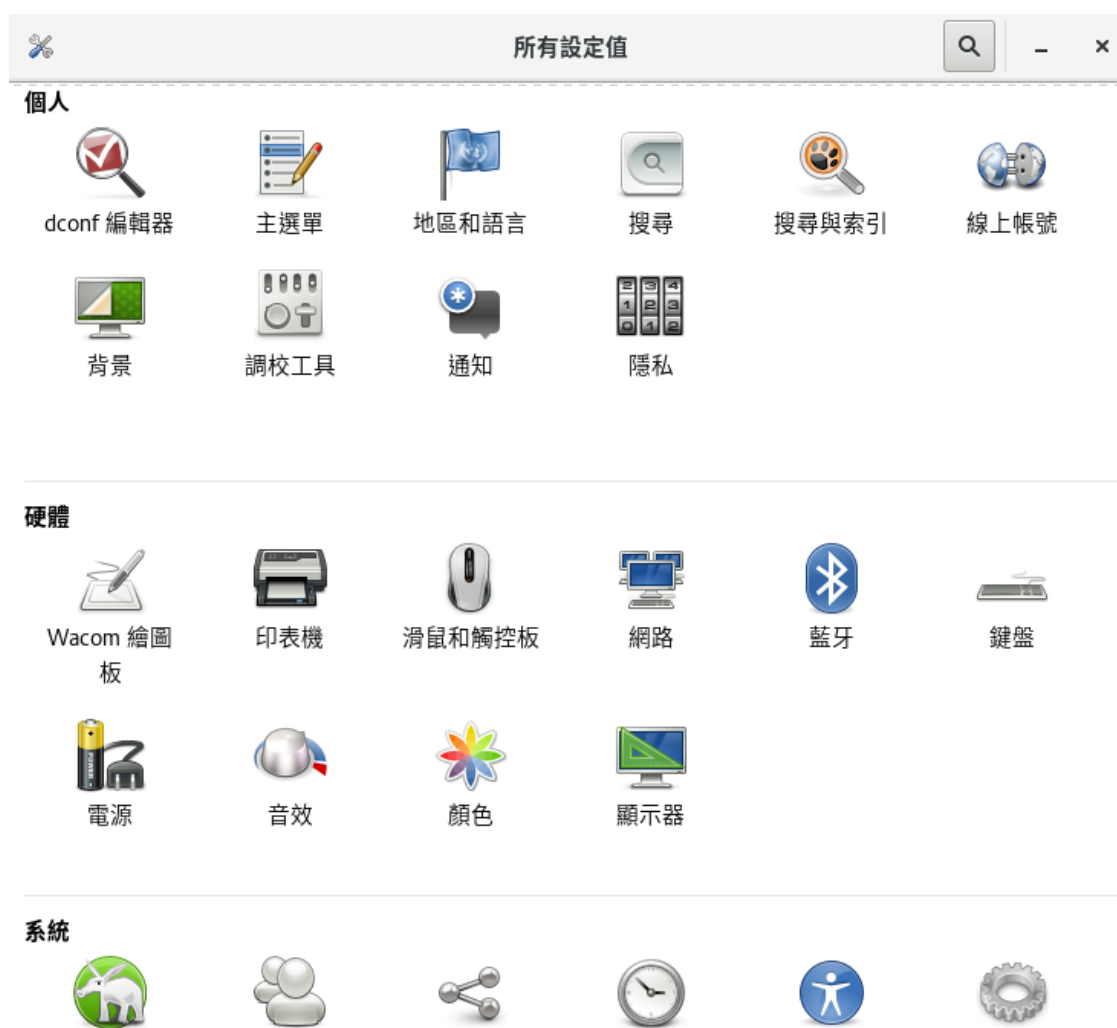 所有設定值
個人
dconf 編輯器
主選單
地區和語言
搜尋
搜尋與索引
線上帳號
背景
調校工具
通知
隱私
硬體
Wacom 繪圖
板
印表機
滑鼠和觸控板
網路
藍牙
鍵盤
電源
音效
顏色
顯示器
系統